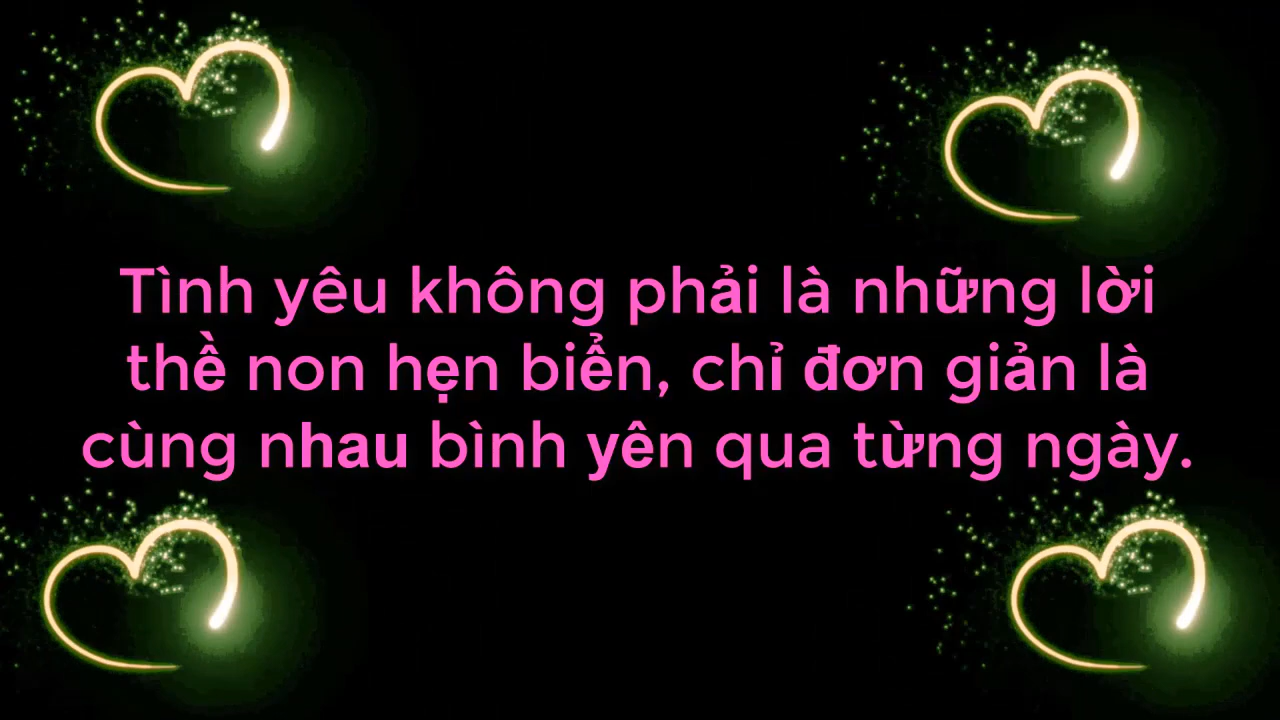 Tình yêu không phải là những lời
thề non hẹn biển, chỉ đơn giản là
cùng nhau bình yên qua từng ngày.